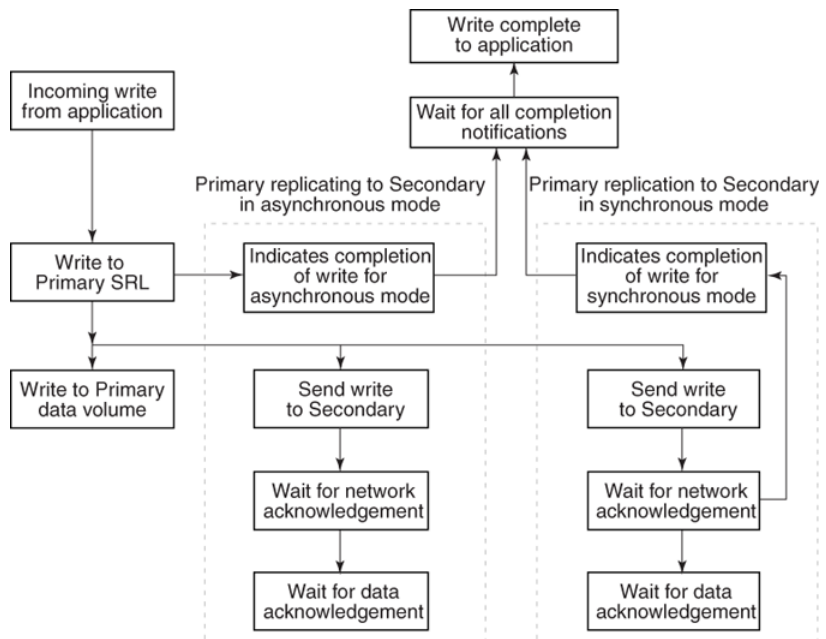 Write complete
to application
Incoming write
from application
Wait for all completion
notifications
Primary replicating to Secondary
in asynchronous mode
Primary replication to Secondary
in synchronous mode
Write to
Primary SRL
Indicates completion
of write for
asynchronous mode
Indicates completion
of write for
synchronous mode
Write to Primary
data volume
Send write
to Secondary
Send write
to Secondary
Wait for network
acknowledgement
Wait for network
acknowledgement
Wait for data
acknowledgement
Wait for data
acknowledgement